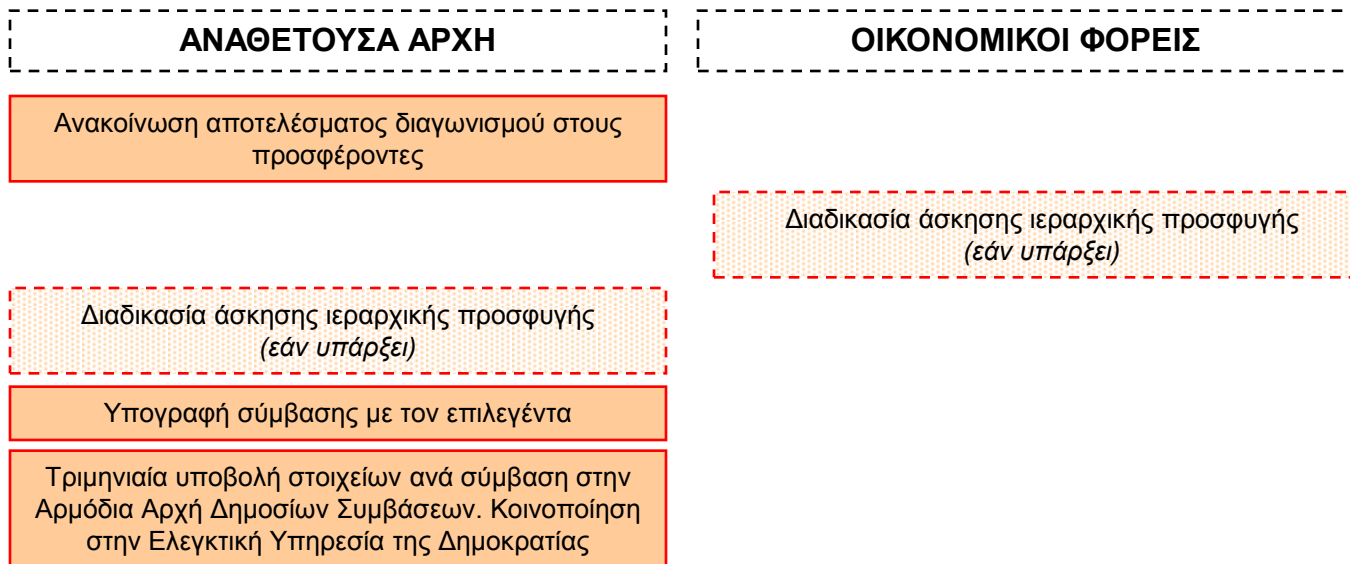 ΑΝΑΘΕΤΟΥΣΑ ΑΡΧΗ
ΟΙΚΟΝΟΜΙΚΟΙ ΦΟΡΕΙΣ
Ανακοίνωση αποτελέσματος διαγωνισμού στους
προσφέροντες
Διαδικασία άσκησης ιεραρχικής προσφυγής
(εάν υπάρξει)
Διαδικασία άσκησης ιεραρχικής προσφυγής
(εάν υπάρξει)
Υπογραφή σύμβασης με τον επιλεγέντα
Τριμηνιαία υποβολή στοιχείων ανά σύμβαση στην
Αρμόδια Αρχή Δημοσίων Συμβάσεων. Κοινοποίηση
στην Ελεγκτική Υπηρεσία της Δημοκρατίας